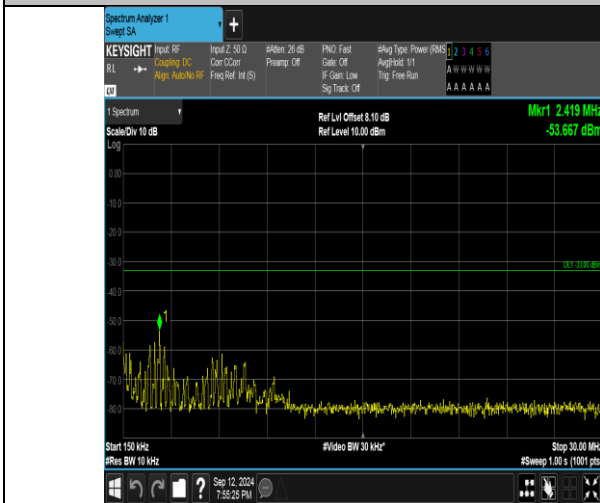 Spectrum Analyzer 1
Swept SA
+
KEYSIGHT Input: RF Input Z: 50 Ω #Atten: 26 dB PNO: Fast #Avg Type: Power (RMS 1 2 3 4 5 6
RL Coupling: DC Corr CCorr Preamp: Off Gate: Off Avg|Hold: 1/1 A W W W W W
Align: Auto/No RF Freq Ref: Int (S) IF Gain: Low Trig: Free Run
Sig Track: Off A A A A A A
1 Spectrum Ref Lvl Offset 8.10 dB Mkr1 2.419 MHz
Scale/Div 10 dB Ref Level 10.00 dBm -53.667 dBm
Log
0.00
-10.0
-20.0
-30.0 DL1 -33.00 dBm
-40.0
-50.0 1
-60.0
-70.0
-80.0
Start 150 kHz #Video BW 30 kHz* Stop 30.00 MHz
#Res BW 10 kHz #Sweep 1.00 s (1001 pts)
? Sep 12, 2024
7:55:25 PM